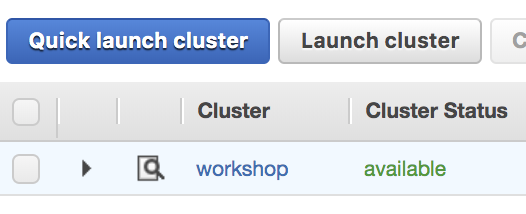 Quick launch cluster Launch cluster C
Cluster Cluster Status
workshop available